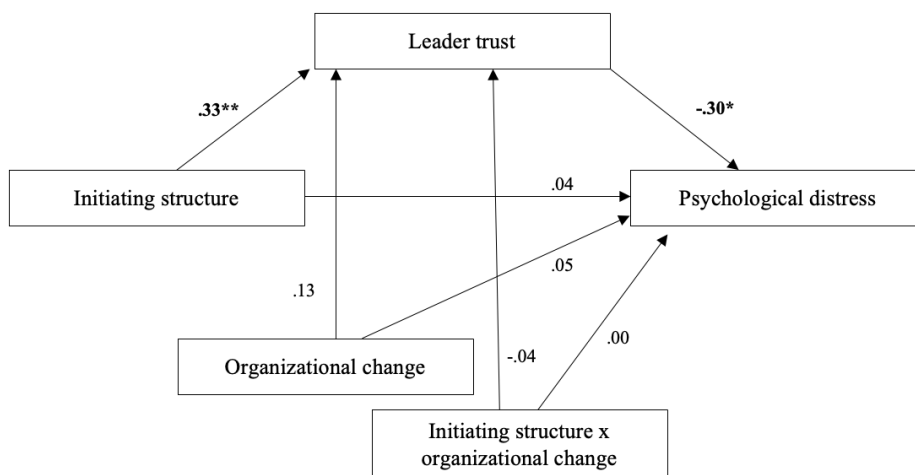 Leader trust
.33**
-.30*
Initiating structure
.04
Psychological distress
.05
.13
.00
-.04
Organizational change
Initiating structure x
organizational change